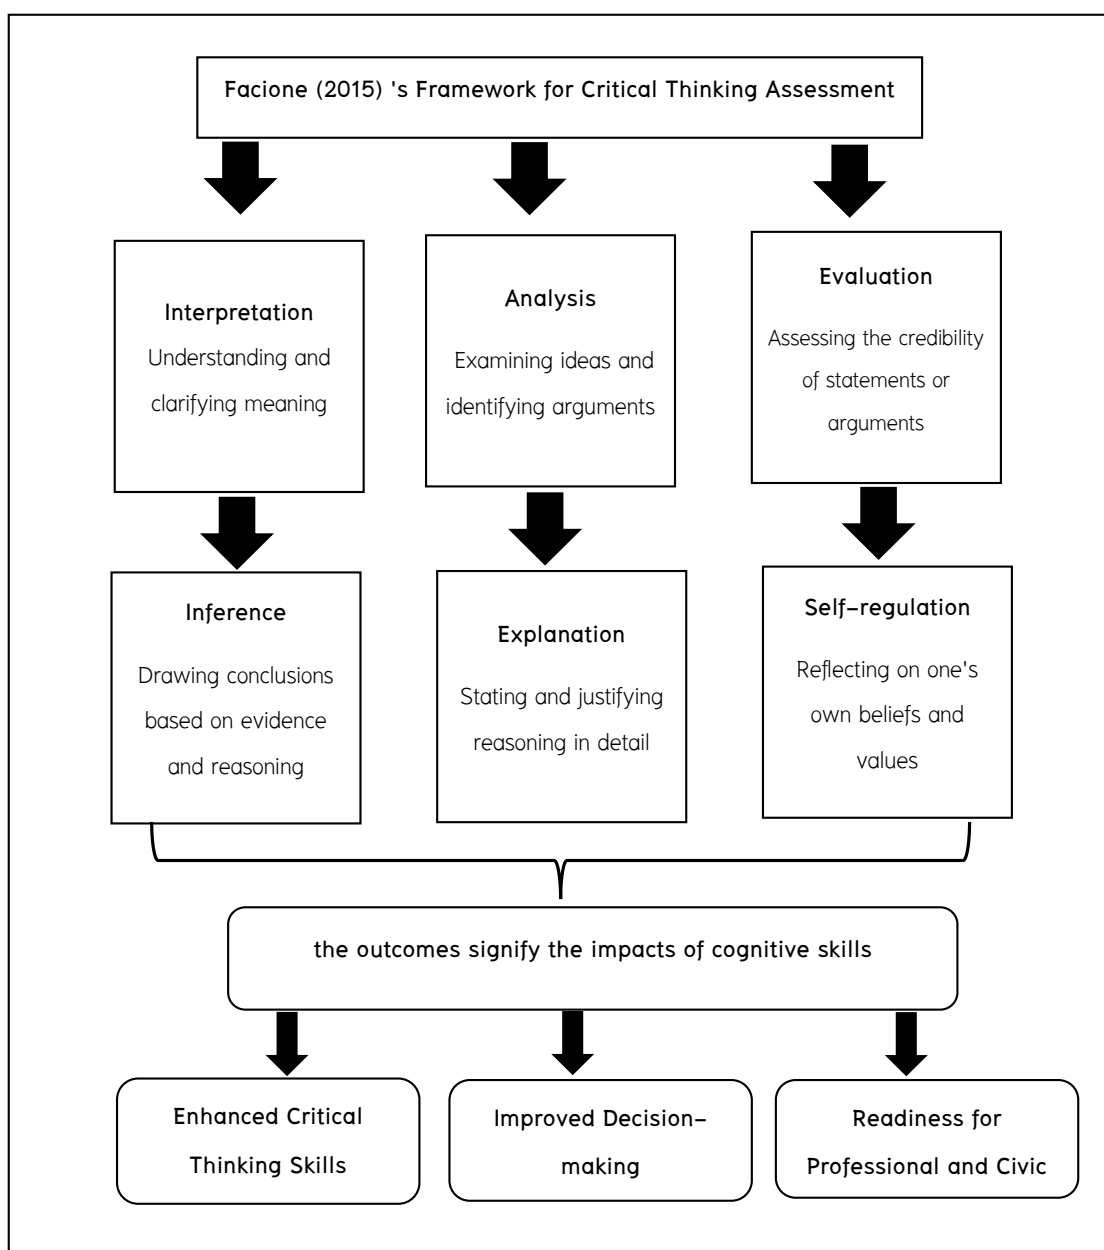 Facione (2015) 's Framework for Critical Thinking Assessment
Interpretation
Understanding and
clarifying meaning
Analysis
Examining ideas and
identifying arguments
Evaluation
Assessing the credibility
of statements or
arguments
Inference
Drawing conclusions
based on evidence
and reasoning
Explanation
Stating and justifying
reasoning in detail
Self-regulation
Reflecting on one's
own beliefs and
values
the outcomes signify the impacts of cognitive skills
Enhanced Critical
Thinking Skills
Improved Decision-
making
Readiness for
Professional and Civic